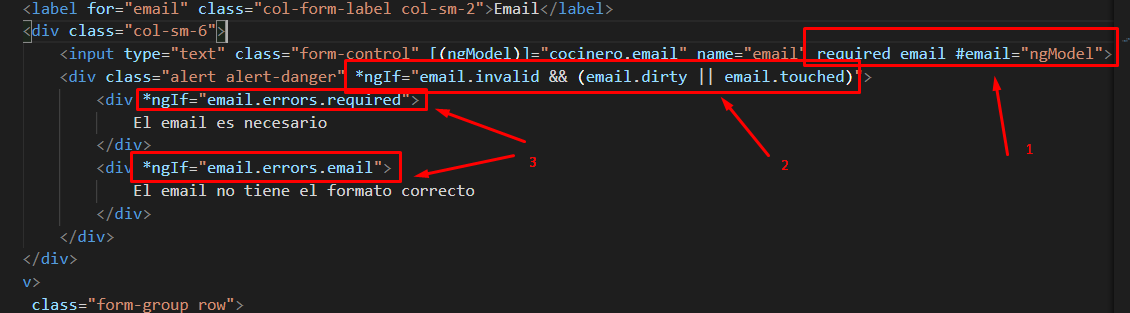 <label for="email" class="col-form-label col-sm-2">Email</label>
<div class="col-sm-6">
<input type="text" class="form-control" [(ngModel)]="cocinero.email" name="email" required email #email="ngModel">
<div class="alert alert-danger" *ngIf="email.invalid && (email.dirty || email.touched)">
<div *ngIf="email.errors.required">
El email es necesario
</div>
<div *ngIf="email.errors.email">
El email no tiene el formato correcto
</div>
</div>
</div>
v>
class="form-group row">
1
2
3